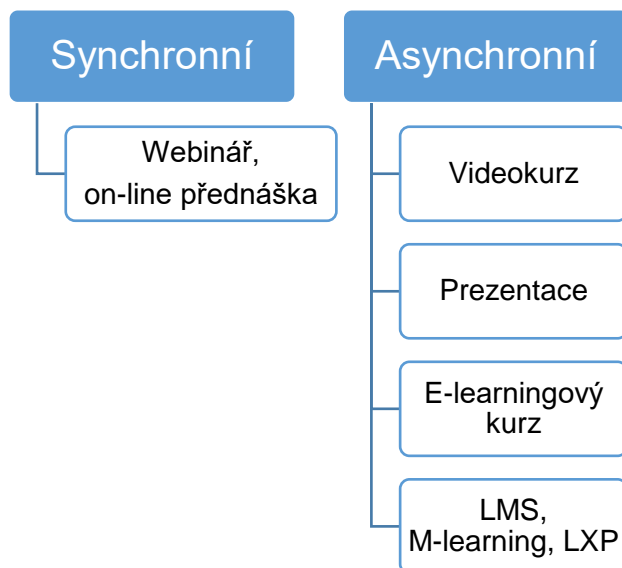 Synchronní
Webinář,
on-line přednáška
Asynchronní
Videokurz
Prezentace
E-learningový
kurz
LMS,
M-learning, LXP